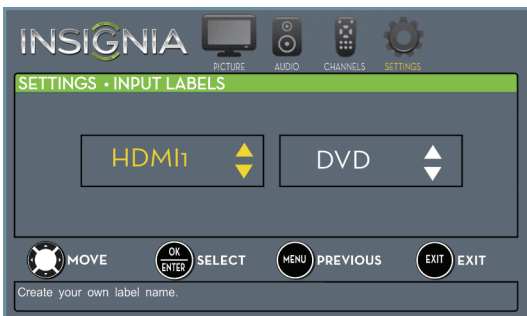 INSIGNIA
PICTURE AUDIO CHANNELS SETTINGS
SETTINGS • INPUT LABELS
HDMI1 DVD
MOVE OK ENTER SELECT MENU PREVIOUS EXIT EXIT
Create your own label name.